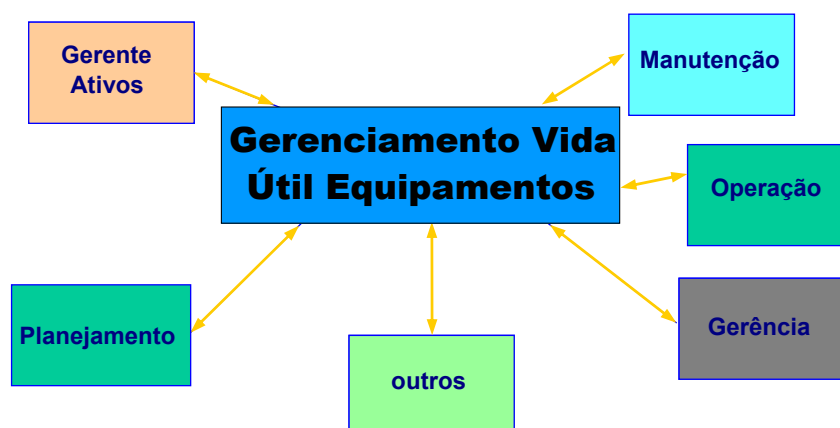 Gerente
Ativos
Manutenção
Gerenciamento Vida
Útil Equipamentos
Operação
Planejamento
Gerência
outros